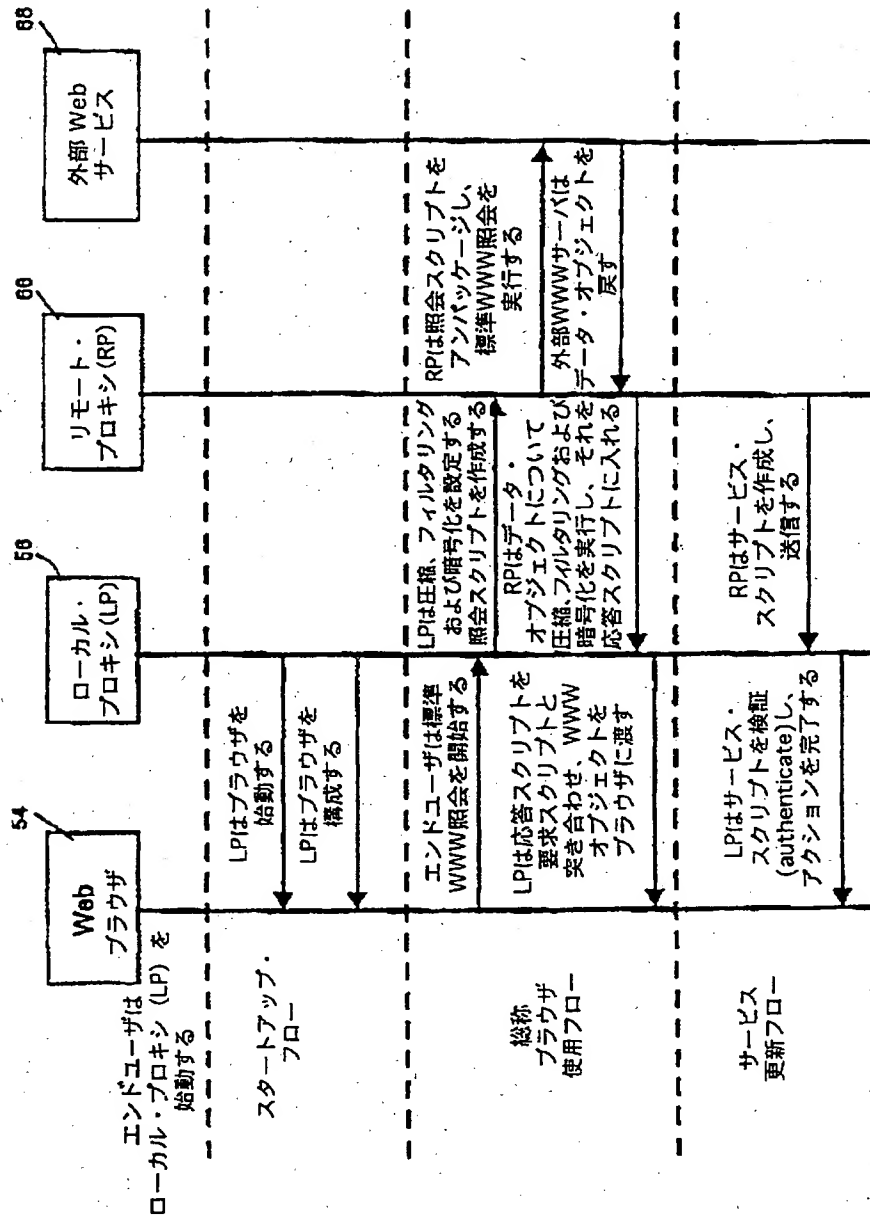 54
Web
ブラウザ
56
ローカル・
プロキシ(LP)
66
リモート・
プロキシ(RP)
68
外部 Web
サービス
エンドユーザは
ローカル・プロキシ (LP) を
始動する
スタートアップ・
フロー
LPはブラウザを
始動する
LPはブラウザを
構成する
総称
ブラウザ
使用フロー
エンドユーザは標準
WWW照会を開始する
LPは圧縮、フィルタリング
および暗号化を設定する
照会スクリプトを作成する
RPは照会スクリプトを
アンパッケージし、
標準WWW照会を
実行する
外部WWWサーバは
データ・オブジェクトを
戻す
RPはデータ・
オブジェクトについて
圧縮、フィルタリングおよび
暗号化を実行し、それを
応答スクリプトに入れる
LPは応答スクリプトを
要求スクリプトと
突き合わせ、WWW
オブジェクトを
ブラウザに渡す
サービス
更新フロー
RPはサービス・
スクリプトを作成し、
送信する
LPはサービス・
スクリプトを検証
(authenticate)し、
アクションを完了する